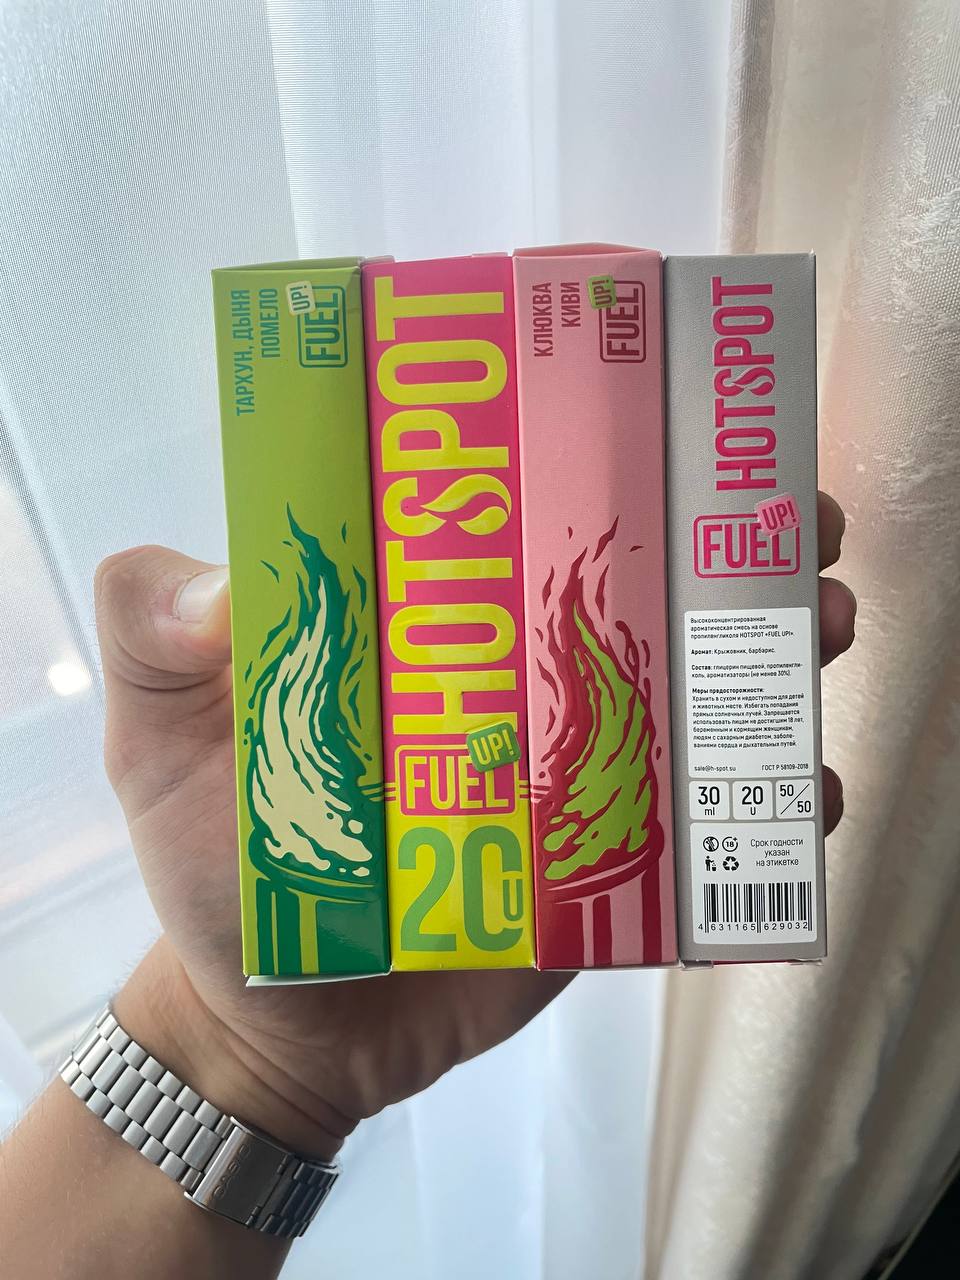 ТАРХУН, ДЫНЯ
ПОМЕЛО
UP!
FUEL
HOTSPOT
UP!
FUEL
20
U
КЛЮКВА
КИВИ
UP!
FUEL
HOTSPOT
UP!
FUEL
Высококонцентрированная
ароматическая смесь на основе
пропиленгликоля HOTSPOT «FUEL UP!».
Аромат: Крыжовник, барбарис.
Состав: глицерин пищевой, пропиленгли-
коль, ароматизаторы (не менее 30%).
Меры предосторожности:
Хранить в сухом и недоступном для детей
и животных месте. Избегать попадания
прямых солнечных лучей. Запрещается
использовать лицам не достигшим 18 лет,
беременным и кормящим женщинам,
людям с сахарным диабетом, заболе-
ваниями сердца и дыхательных путей.
sale@h-spot.su ГОСТ Р 58109-2018
30 ml
20 U
50/50
18+
Срок годности
указан
на этикетке
4 631165 629032
CASIO